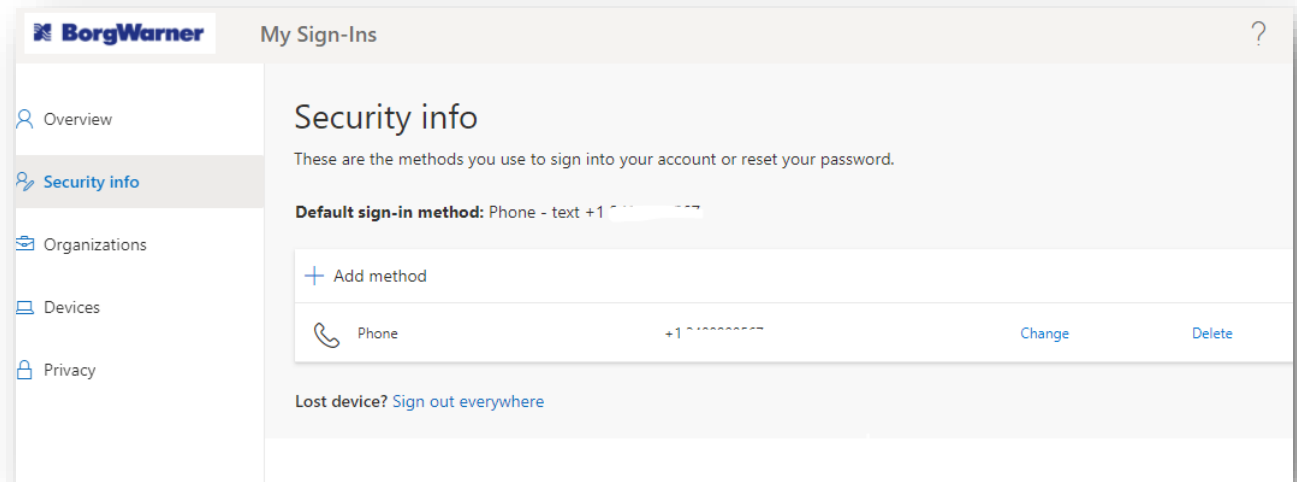 BorgWarner My Sign-Ins ?
Overview
Security info
Organizations
Devices
Privacy
Security info
These are the methods you use to sign into your account or reset your password.
Default sign-in method: Phone - text +1
+ Add method
Phone +1 Change Delete
Lost device? Sign out everywhere